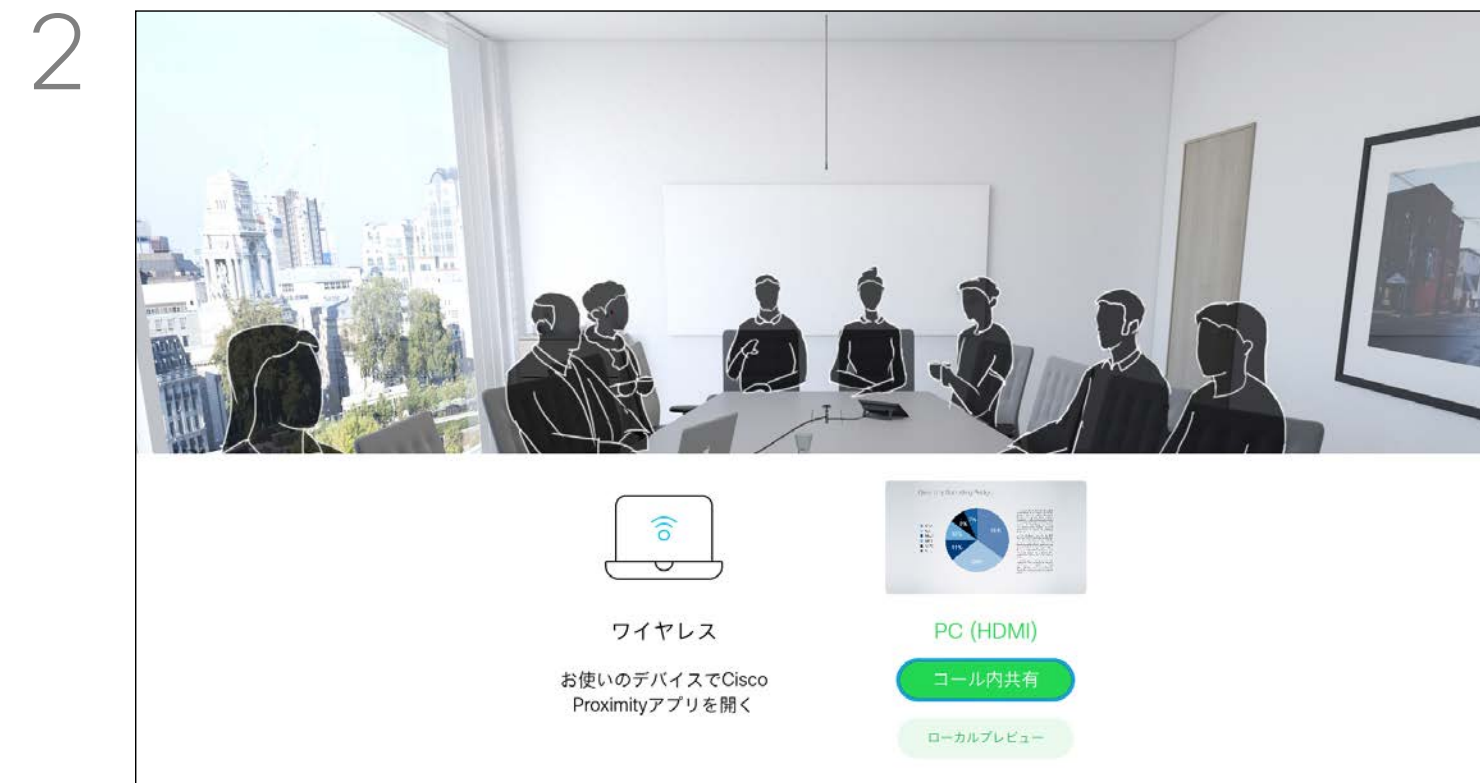 2
ワイヤレス
お使いのデバイスでCisco
Proximityアプリを開く
PC (HDMI)
コール内共有
ローカルプレビュー